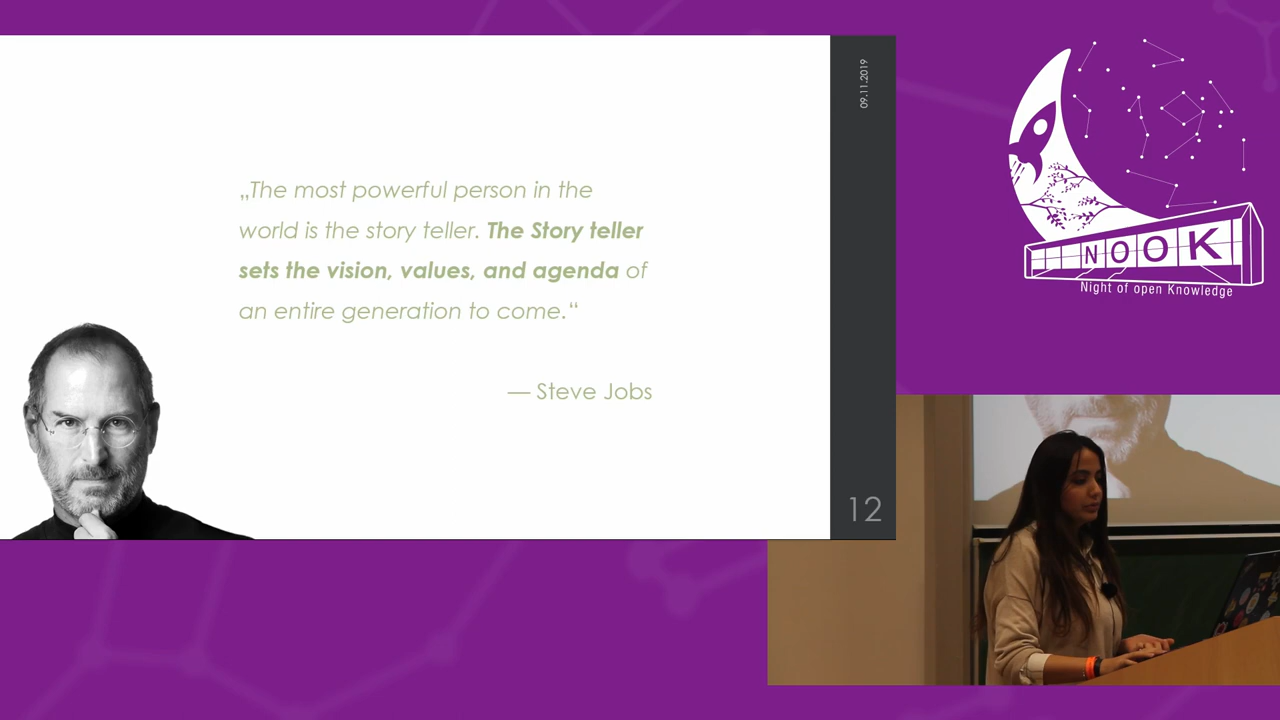 „The most powerful person in the
world is the story teller. The Story teller
sets the vision, values, and agenda of
an entire generation to come.“
— Steve Jobs
09.11.2019
12
NOOK
Night of open Knowledge